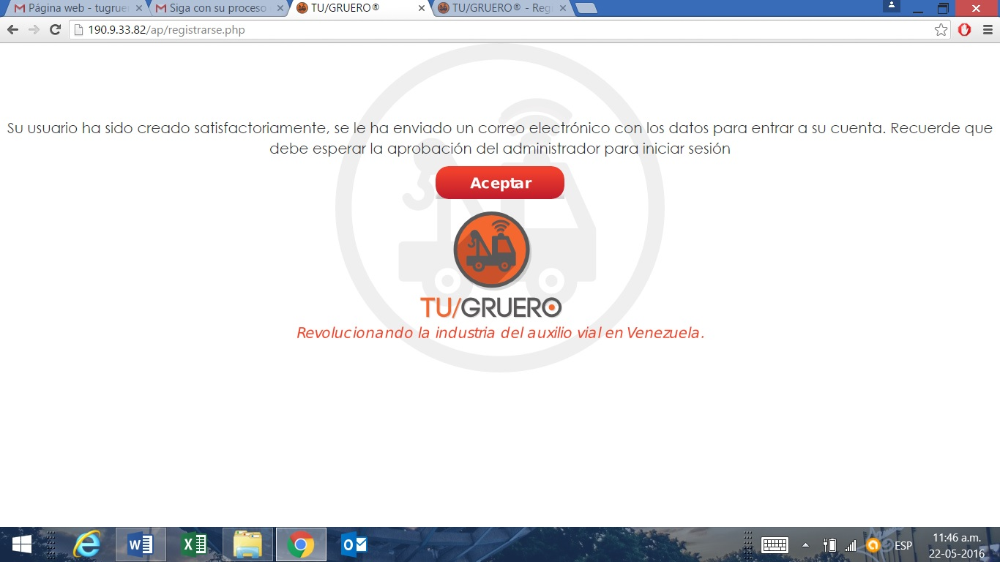 Página web - tugrue
Siga con su proceso
TU/GRUERO®
TU/GRUERO® - Reg
190.9.33.82/ap/registrarse.php
Su usuario ha sido creado satisfactoriamente, se le ha enviado un correo electrónico con los datos para entrar a su cuenta. Recuerde que
debe esperar la aprobación del administrador para iniciar sesión
Aceptar
TU/GRUERO
Revolucionando la industria del auxilio vial en Venezuela.
ESP
11:46 a.m.
22-05-2016